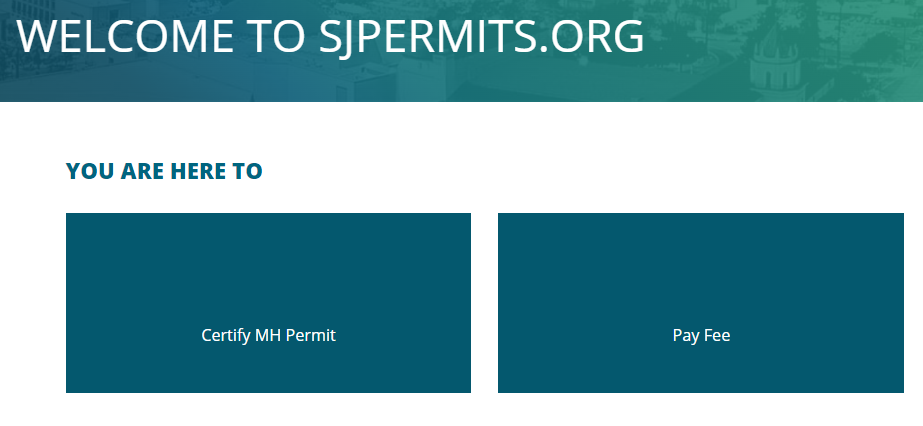 WELCOME TO SJPERMITS.ORG
YOU ARE HERE TO
Certify MH Permit
Pay Fee